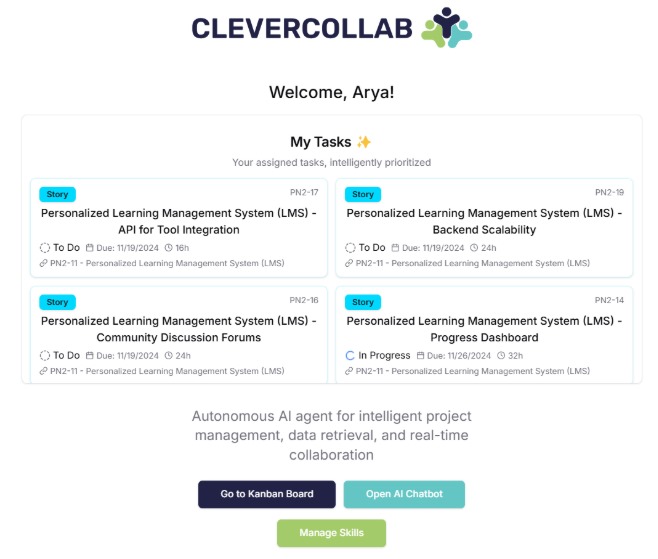 CLEVERCOLLAB
Welcome, Arya!
My Tasks ✨
Your assigned tasks, intelligently prioritized
Story PN2-17
Personalized Learning Management System (LMS) -
API for Tool Integration
To Do Due: 11/19/2024 16h
PN2-11 - Personalized Learning Management System (LMS)
Story PN2-19
Personalized Learning Management System (LMS) -
Backend Scalability
To Do Due: 11/19/2024 24h
PN2-11 - Personalized Learning Management System (LMS)
Story PN2-16
Personalized Learning Management System (LMS) -
Community Discussion Forums
To Do Due: 11/19/2024 24h
PN2-11 - Personalized Learning Management System (LMS)
Story PN2-14
Personalized Learning Management System (LMS) -
Progress Dashboard
In Progress Due: 11/26/2024 32h
PN2-11 - Personalized Learning Management System (LMS)
Autonomous AI agent for intelligent project
management, data retrieval, and real-time
collaboration
Go to Kanban Board
Open AI Chatbot
Manage Skills